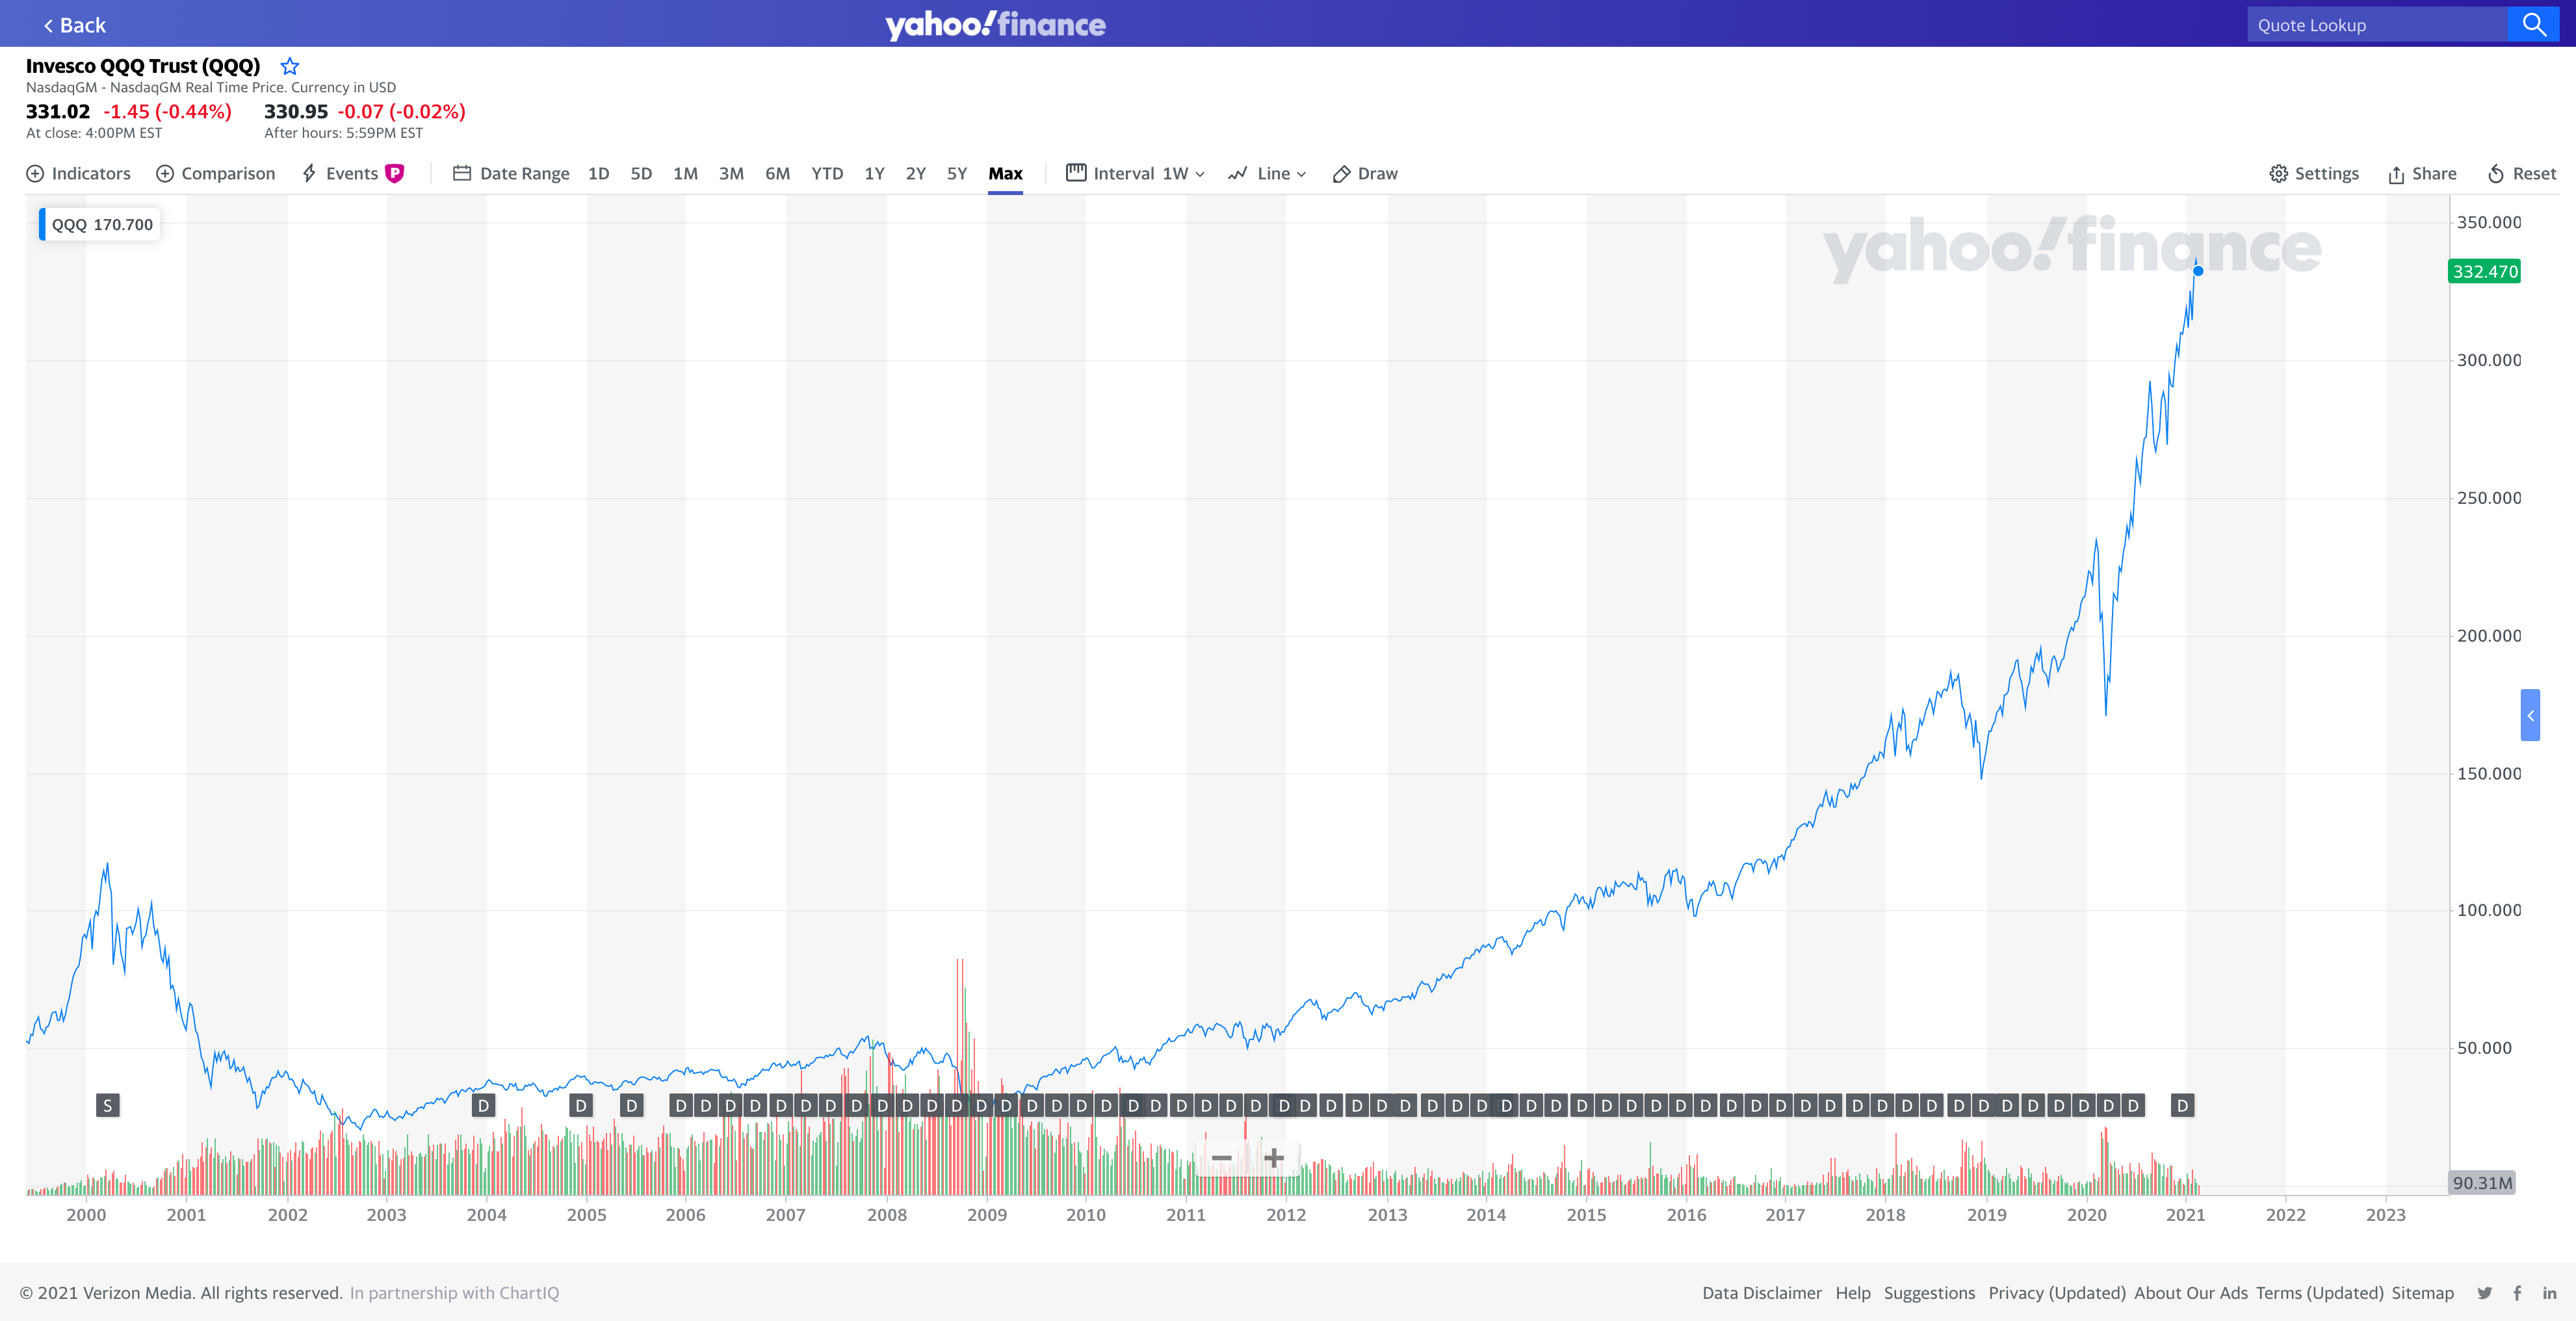 Back
yahoo!finance
Quote Lookup
Invesco QQQ Trust (QQQ)
NasdaqGM - NasdaqGM Real Time Price. Currency in USD
331.02 -1.45 (-0.44%) 330.95 -0.07 (-0.02%)
At close: 4:00PM EST After hours: 5:59PM EST
Indicators Comparison Events P Date Range 1D 5D 1M 3M 6M YTD 1Y 2Y 5Y Max Interval 1W Line Draw Settings Share Reset
QQQ 170.700
yahoo!finance
350.000
332.470
300.000
250.000
200.000
150.000
100.000
50.000
S D D D D D D D D D D D D D D D D D D D D D D D D D D D D D D D D D D D D D D D D D D D D D D D D D D D D D D D D D D D D D D D D
90.31M
2000 2001 2002 2003 2004 2005 2006 2007 2008 2009 2010 2011 2012 2013 2014 2015 2016 2017 2018 2019 2020 2021 2022 2023
© 2021 Verizon Media. All rights reserved. In partnership with ChartIQ
Data Disclaimer Help Suggestions Privacy (Updated) About Our Ads Terms (Updated) Sitemap